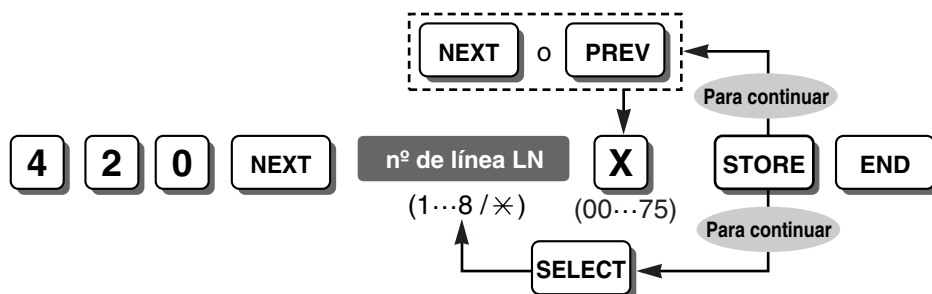 NEXT o PREV
Para continuar
4 2 0 NEXT nº de línea LN X STORE END
(1···8 /✳) (00···75)
Para continuar
SELECT